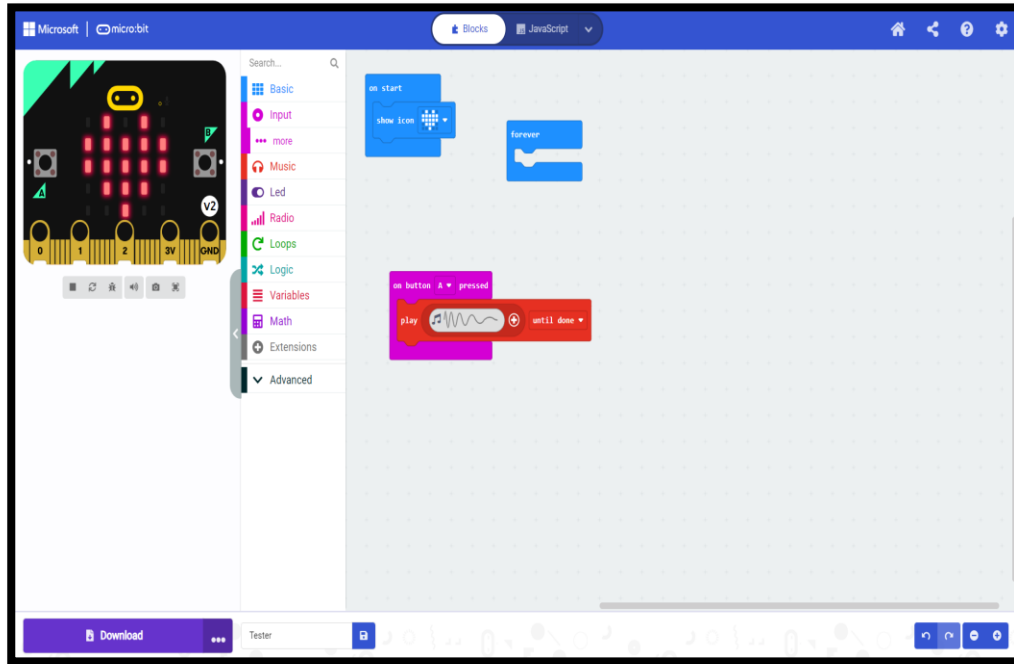 Microsoft | micro:bit
Blocks
JavaScript
Search...
Basic
Input
more
Music
Led
Radio
Loops
Logic
Variables
Math
Extensions
Advanced
A
B
V2
0 1 2 3V GND
on start
show icon
forever
on button A pressed
play until done
Download
Tester